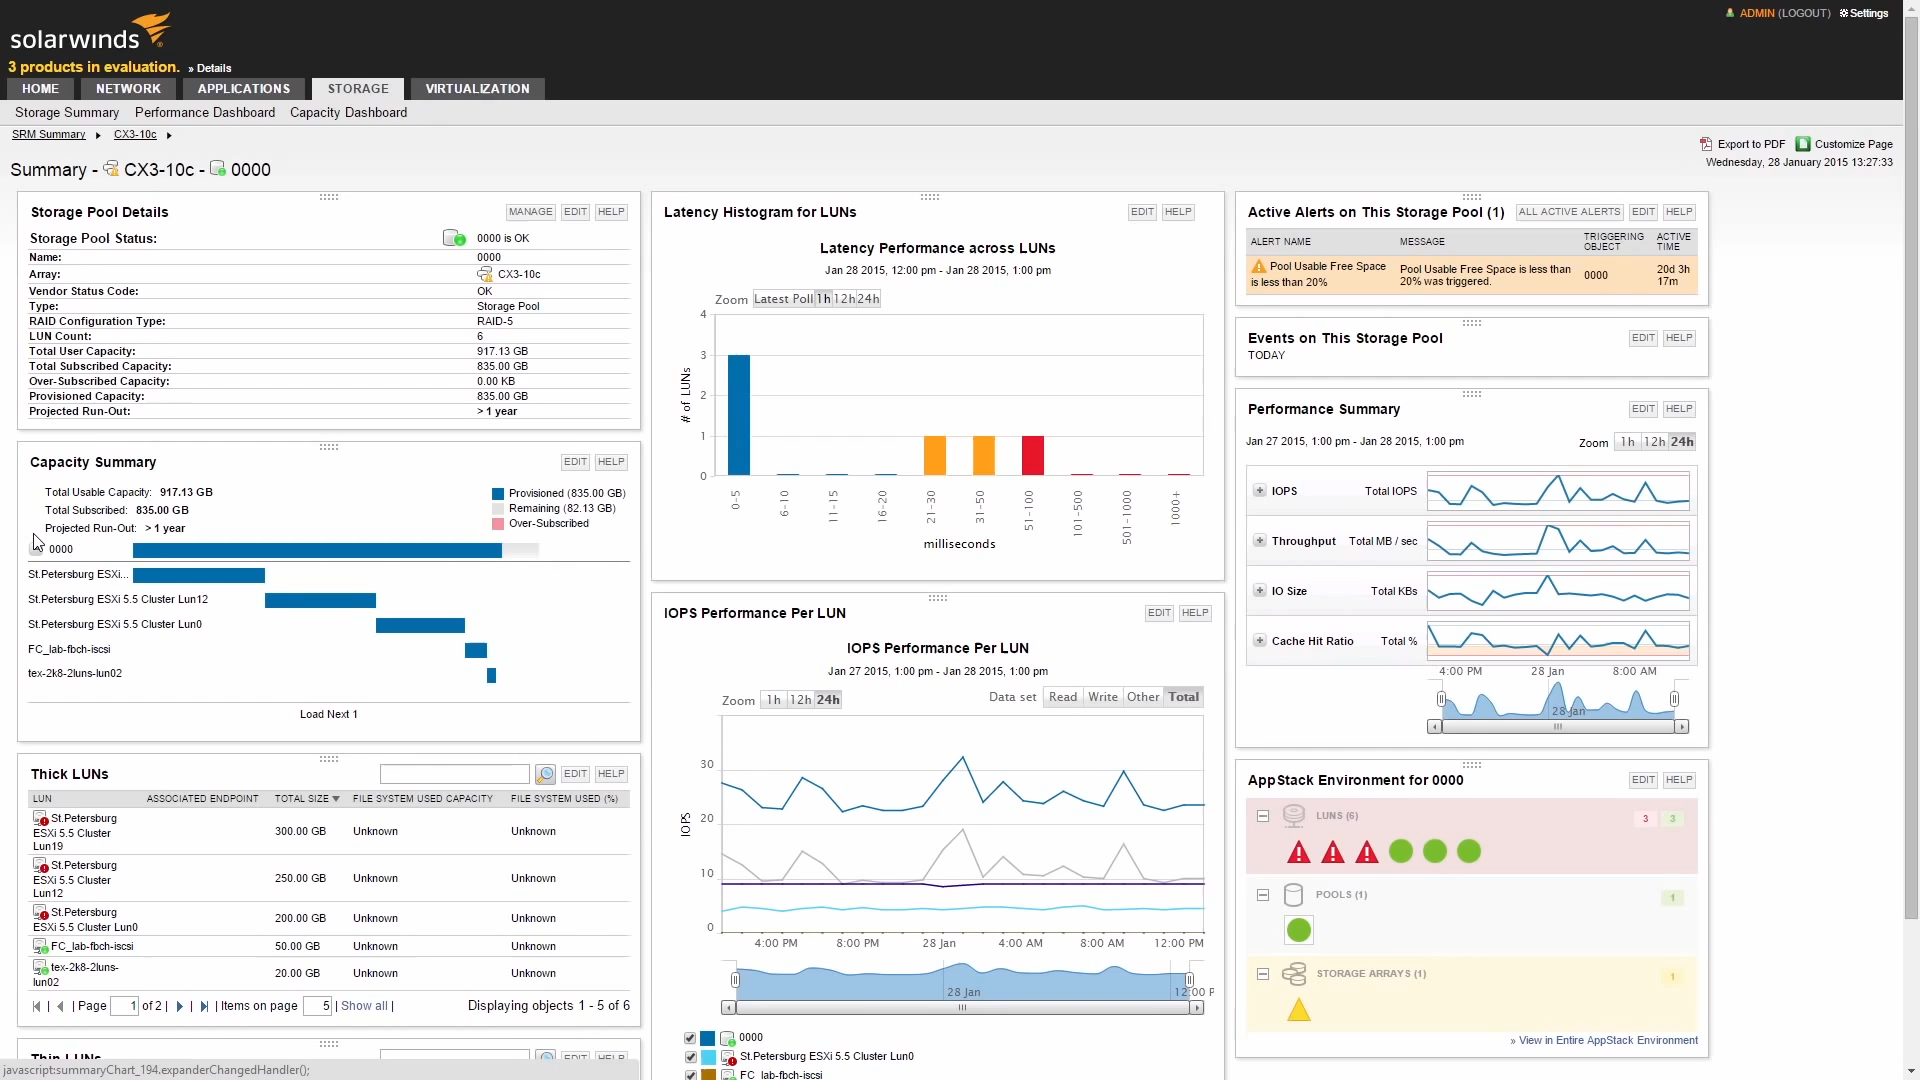 solarwinds
ADMIN (LOGOUT) Settings
3 products in evaluation. » Details
HOME NETWORK APPLICATIONS STORAGE VIRTUALIZATION
Storage Summary Performance Dashboard Capacity Dashboard
SRM Summary CX3-10c
Export to PDF Customize Page
Wednesday, 28 January 2015 13:27:33
Summary - CX3-10c - 0000
Storage Pool Details MANAGE EDIT HELP
Storage Pool Status: 0000 is OK
Name: 0000
Array: CX3-10c
Vendor Status Code: OK
Type: Storage Pool
RAID Configuration Type: RAID-5
LUN Count: 6
Total User Capacity: 917.13 GB
Total Subscribed Capacity: 835.00 GB
Over-Subscribed Capacity: 0.00 KB
Provisioned Capacity: 835.00 GB
Projected Run-Out: > 1 year
Capacity Summary EDIT HELP
Total Usable Capacity: 917.13 GB
Total Subscribed: 835.00 GB
Projected Run-Out: > 1 year
Provisioned (835.00 GB)
Remaining (82.13 GB)
Over-Subscribed
0000
St.Petersburg ESXi...
St.Petersburg ESXi 5.5 Cluster Lun12
St.Petersburg ESXi 5.5 Cluster Lun0
FC_lab-fbch-iscsi
tex-2k8-2luns-lun02
Load Next 1
Thick LUNs EDIT HELP
LUN ASSOCIATED ENDPOINT TOTAL SIZE FILE SYSTEM USED CAPACITY FILE SYSTEM USED (%)
St.Petersburg
ESXi 5.5 Cluster
Lun19
300.00 GB Unknown Unknown
St.Petersburg
ESXi 5.5 Cluster
Lun12
250.00 GB Unknown Unknown
St.Petersburg
ESXi 5.5 Cluster Lun0
200.00 GB Unknown Unknown
FC_lab-fbch-iscsi 50.00 GB Unknown Unknown
tex-2k8-2luns-
lun02
20.00 GB Unknown Unknown
| Page 1 of 2 | Items on page 5 | Show all | Displaying objects 1 - 5 of 6
Thin LUNs EDIT HELP
javascript:summaryChart_194.expanderChangedHandler();
Latency Histogram for LUNs EDIT HELP
Latency Performance across LUNs
Jan 28 2015, 12:00 pm - Jan 28 2015, 1:00 pm
Zoom Latest Poll 1h 12h 24h
4
3
2
1
0
# of LUNs
0-5 6-10 11-15 16-20 21-30 31-50 51-100 101-500 501-1000 1000+
milliseconds
IOPS Performance Per LUN EDIT HELP
IOPS Performance Per LUN
Jan 27 2015, 1:00 pm - Jan 28 2015, 1:00 pm
Zoom 1h 12h 24h Data set Read Write Other Total
30
20
10
0
IOPS
4:00 PM 8:00 PM 28 Jan 4:00 AM 8:00 AM 12:00 PM
28 Jan 12:00 P
0000
St.Petersburg ESXi 5.5 Cluster Lun0
FC_lab-fbch-iscsi
Active Alerts on This Storage Pool (1) ALL ACTIVE ALERTS EDIT HELP
ALERT NAME MESSAGE TRIGGERING OBJECT ACTIVE TIME
Pool Usable Free Space is less than 20% Pool Usable Free Space is less than 20% was triggered. 0000 20d 3h 17m
Events on This Storage Pool EDIT HELP
TODAY
Performance Summary EDIT HELP
Jan 27 2015, 1:00 pm - Jan 28 2015, 1:00 pm Zoom 1h 12h 24h
IOPS Total IOPS
Throughput Total MB / sec
IO Size Total KBs
Cache Hit Ratio Total %
4:00 PM 28 Jan 8:00 AM
28 Jan
AppStack Environment for 0000 EDIT HELP
LUNS (6) 3 3
POOLS (1) 1
STORAGE ARRAYS (1) 1
» View in Entire AppStack Environment